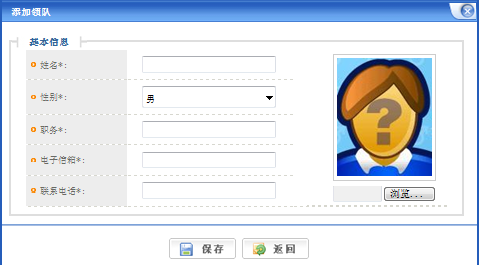 添加领队
基本信息
姓名*:
性别*:
男
职务*:
电子信箱*:
联系电话*:
?
浏览...
保存
返回